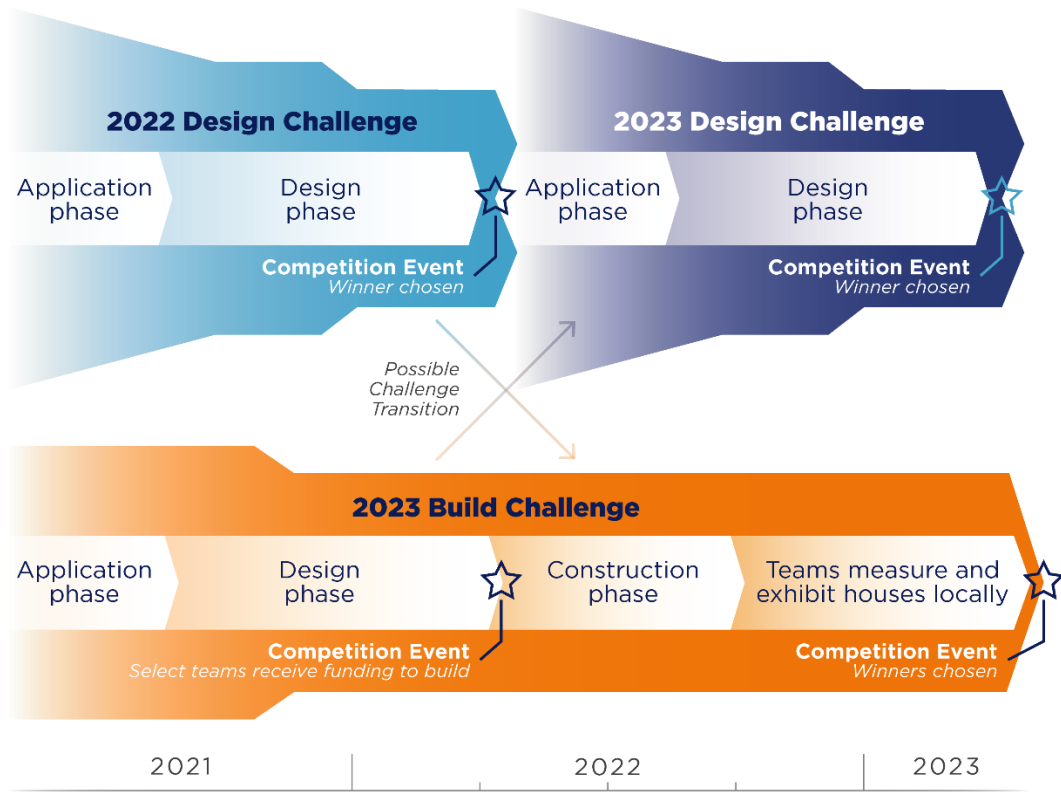 2022 Design Challenge
Application
phase
Design
phase
Competition Event
Winner chosen
2023 Design Challenge
Application
phase
Design
phase
Competition Event
Winner chosen
Possible
Challenge
Transition
2023 Build Challenge
Application
phase
Design
phase
Construction
phase
Teams measure and
exhibit houses locally
Competition Event
Select teams receive funding to build
Competition Event
Winners chosen
2021
2022
2023